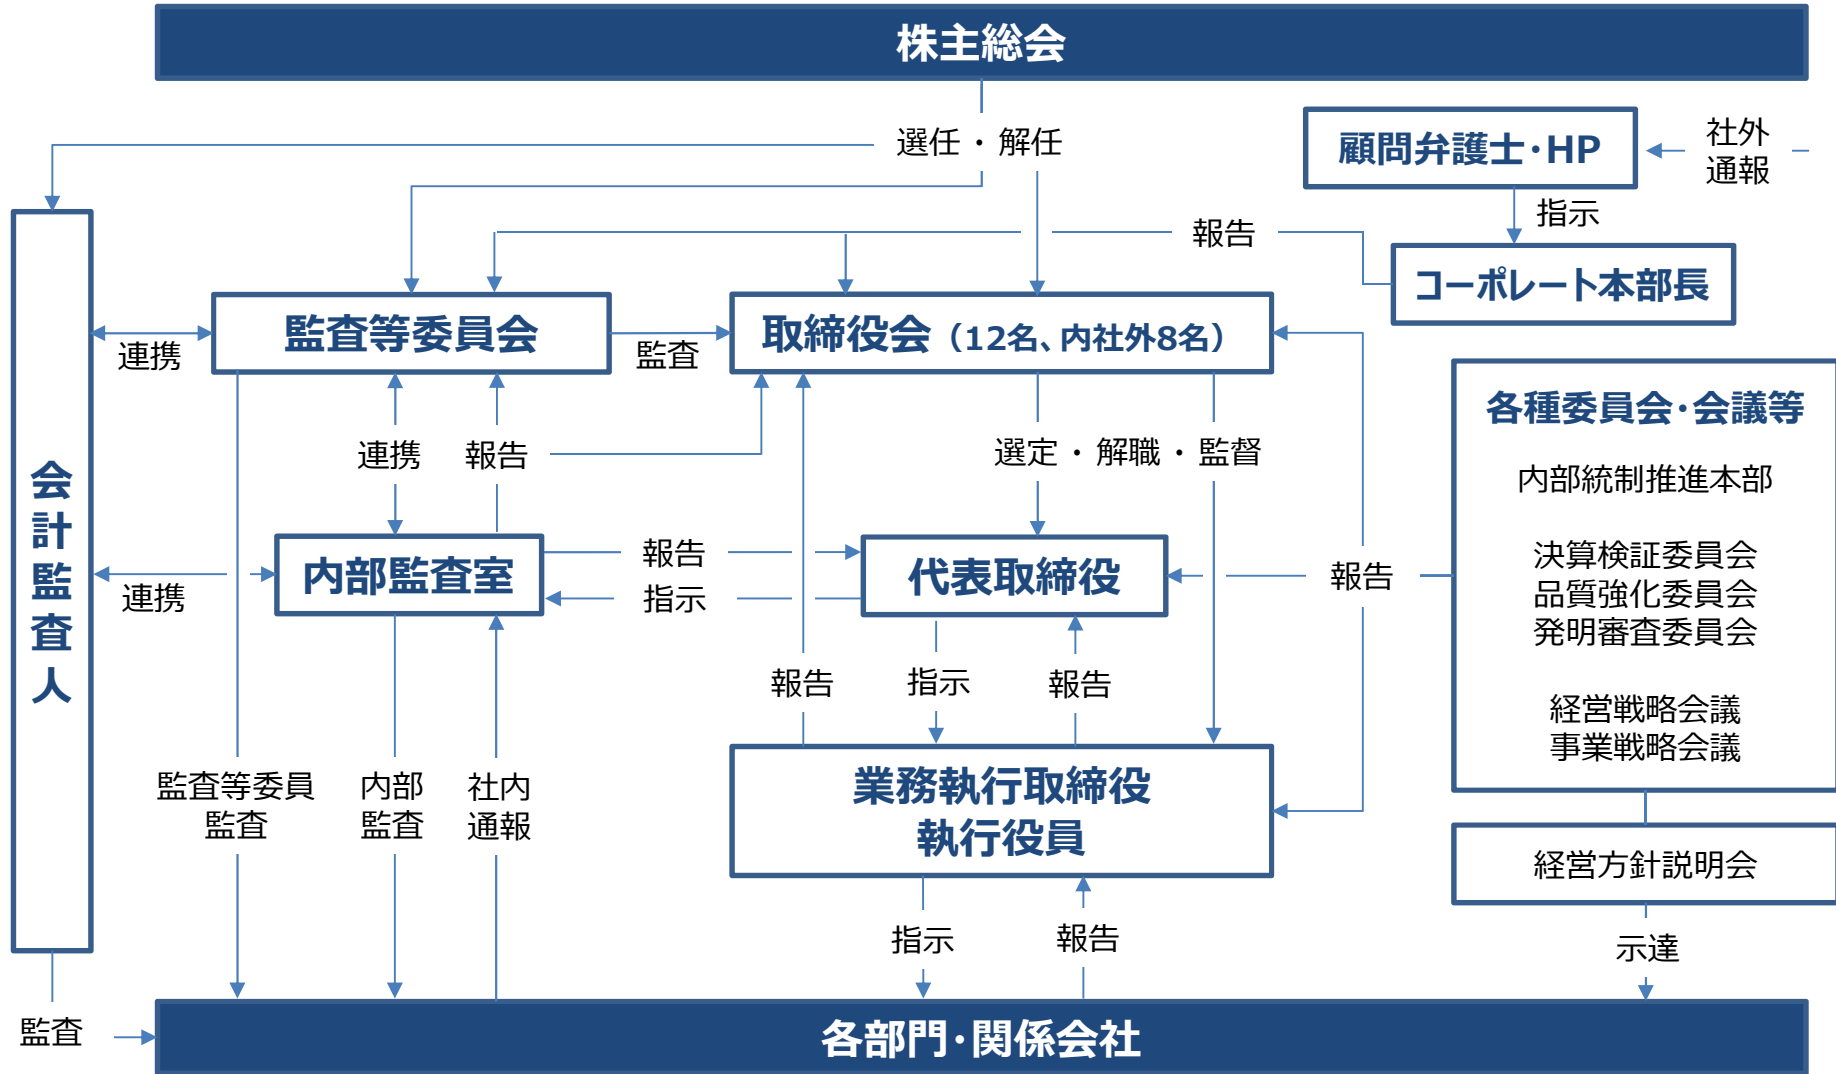 株主総会
選任・解任
顧問弁護士・HP
社外
通報
指示
報告
コーポレート本部長
監査等委員会
監査
取締役会（12名、内社外8名）
連携
各種委員会・会議等
内部統制推進本部
決算検証委員会
品質強化委員会
発明審査委員会
経営戦略会議
事業戦略会議
連携
報告
選定・解職・監督
会計監査人
内部監査室
報告
指示
代表取締役
報告
連携
報告
指示
報告
監査等委員
監査
内部
監査
社内
通報
業務執行取締役
執行役員
経営方針説明会
指示
報告
示達
監査
各部門・関係会社